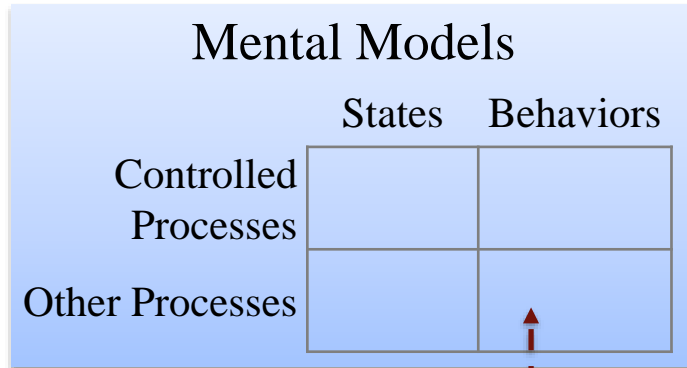 Mental Models
States Behaviors
Controlled
Processes
Other Processes